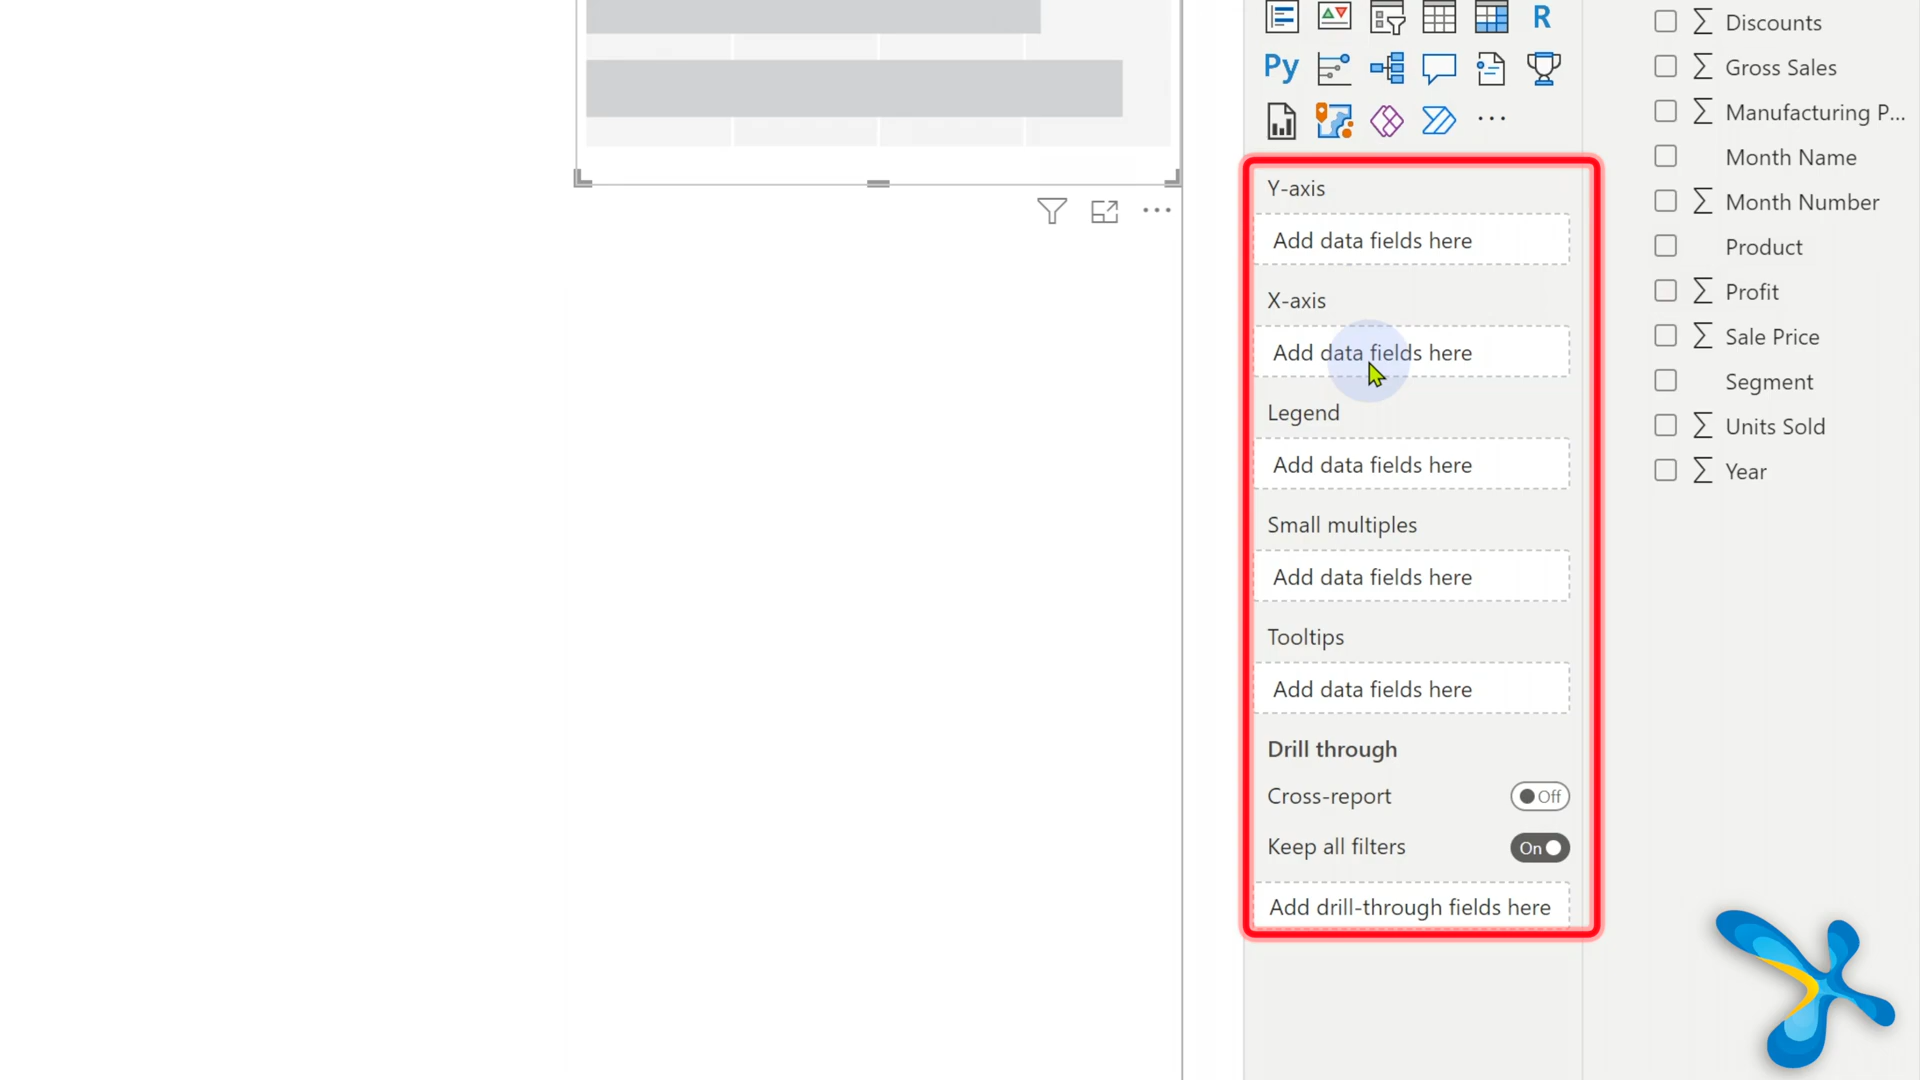 R
Py
Y-axis
Add data fields here
X-axis
Add data fields here
Legend
Add data fields here
Small multiples
Add data fields here
Tooltips
Add data fields here
Drill through
Cross-report
Off
Keep all filters
On
Add drill-through fields here
∑ Discounts
∑ Gross Sales
∑ Manufacturing P...
Month Name
∑ Month Number
Product
∑ Profit
∑ Sale Price
Segment
∑ Units Sold
∑ Year